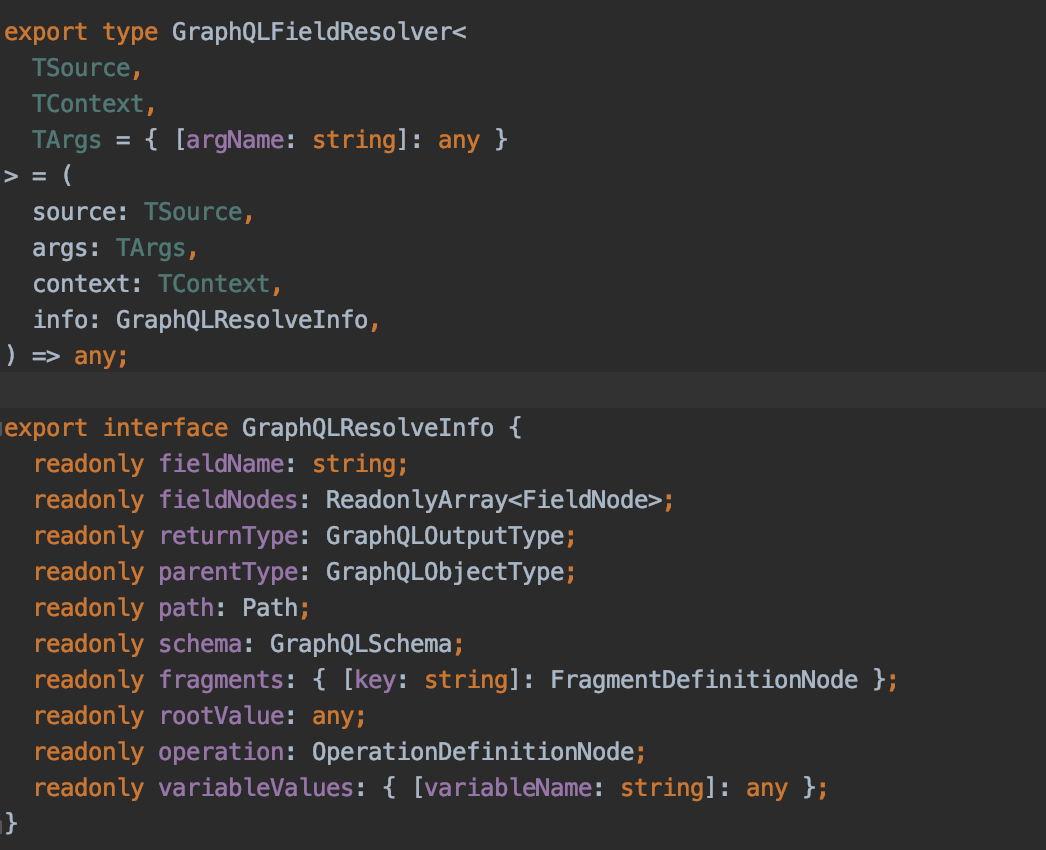 export type GraphQLFieldResolver<
  TSource,
  TContext,
  TArgs = { [argName: string]: any }
> = (
  source: TSource,
  args: TArgs,
  context: TContext,
  info: GraphQLResolveInfo,
) => any;
export interface GraphQLResolveInfo {
  readonly fieldName: string;
  readonly fieldNodes: ReadonlyArray<FieldNode>;
  readonly returnType: GraphQLOutputType;
  readonly parentType: GraphQLObjectType;
  readonly path: Path;
  readonly schema: GraphQLSchema;
  readonly fragments: { [key: string]: FragmentDefinitionNode };
  readonly rootValue: any;
  readonly operation: OperationDefinitionNode;
  readonly variableValues: { [variableName: string]: any };
}